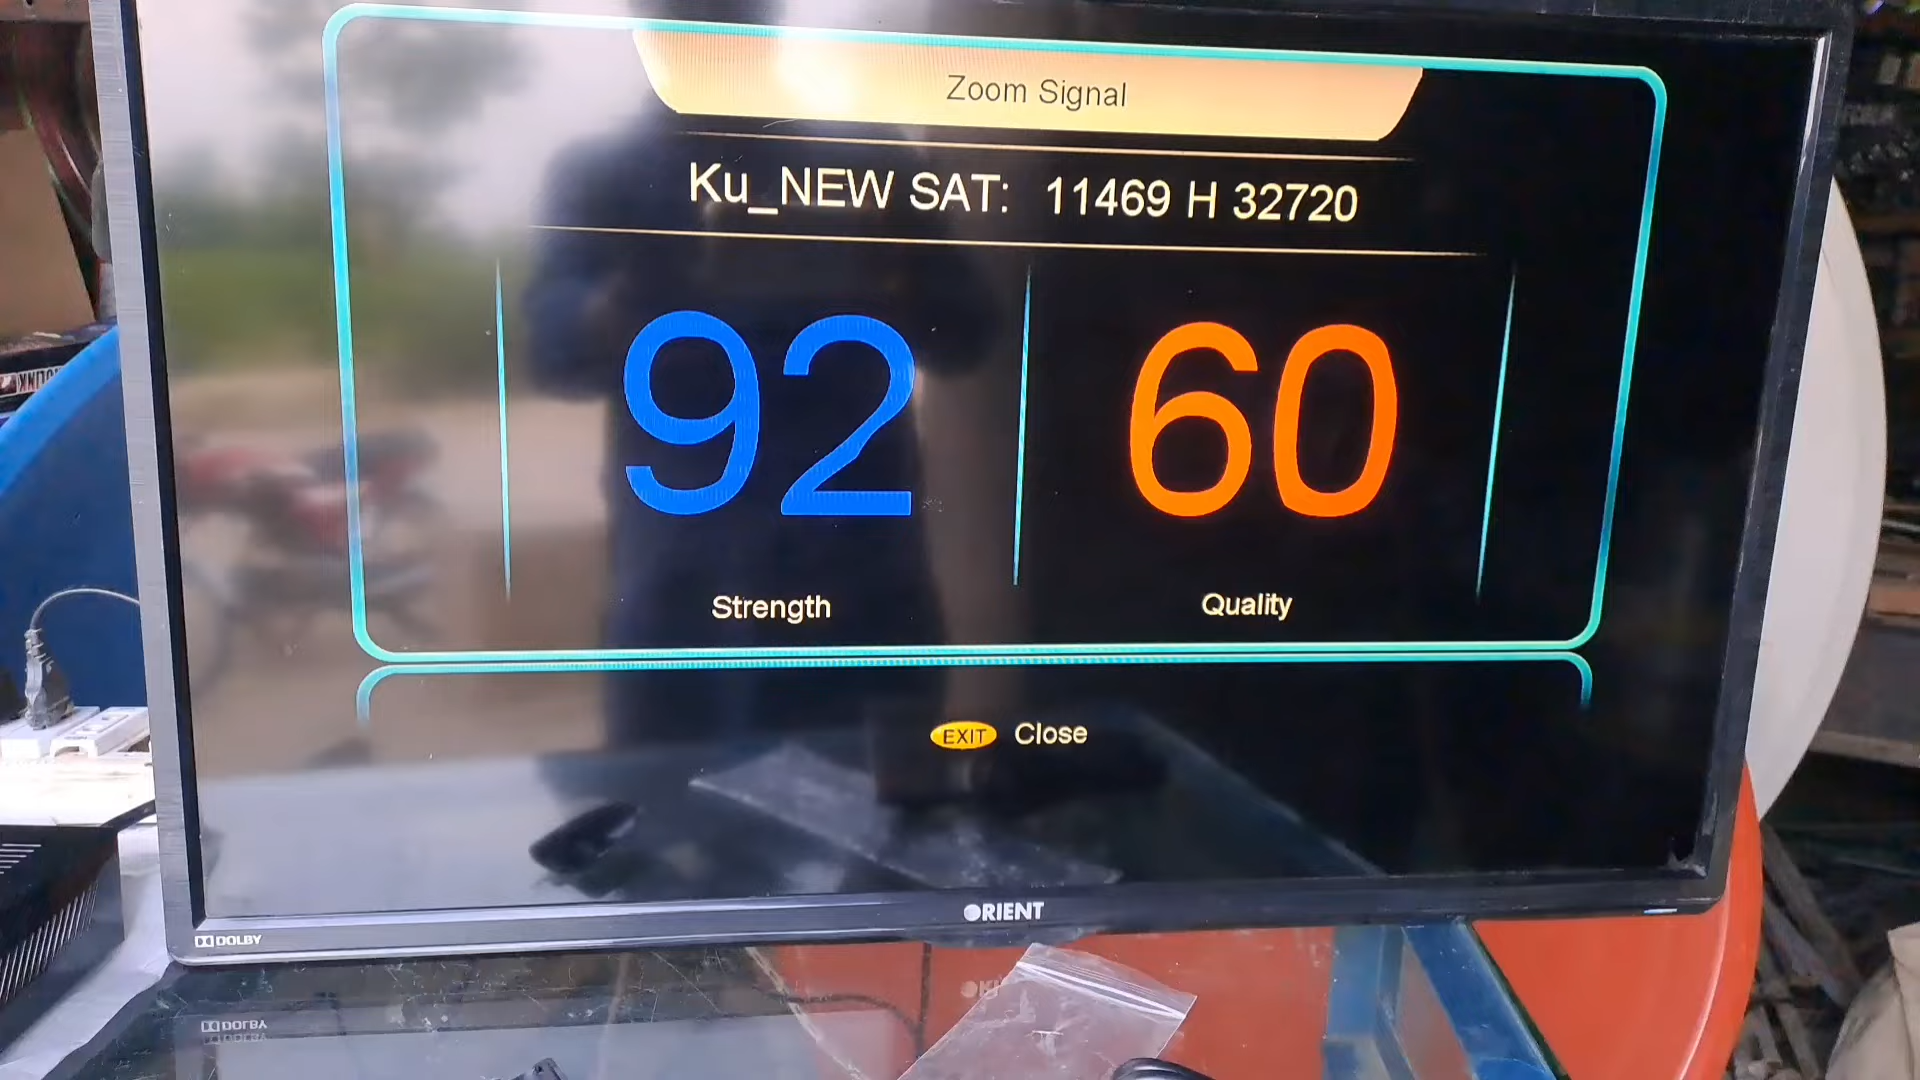 Zoom Signal
Ku_NEW SAT: 11469 H 32720
92
60
Strength
Quality
EXIT Close
ORIENT
DOLBY